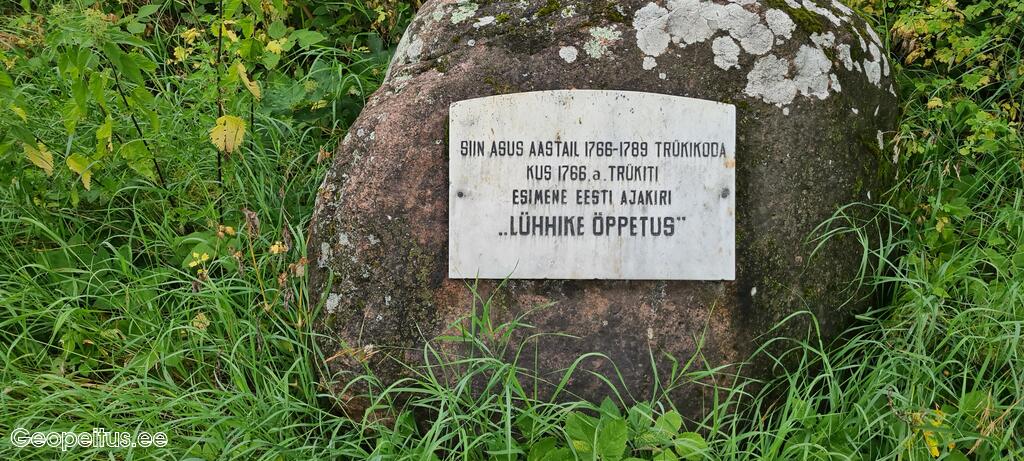 SIIN ASUS AASTAIL 1766-1789 TRÜKIKODA
KUS 1766.a. TRÜKITI
ESIMENE EESTI AJAKIRI
„LÜHHIKE ÕPPETUS"
Geopeitus.ee